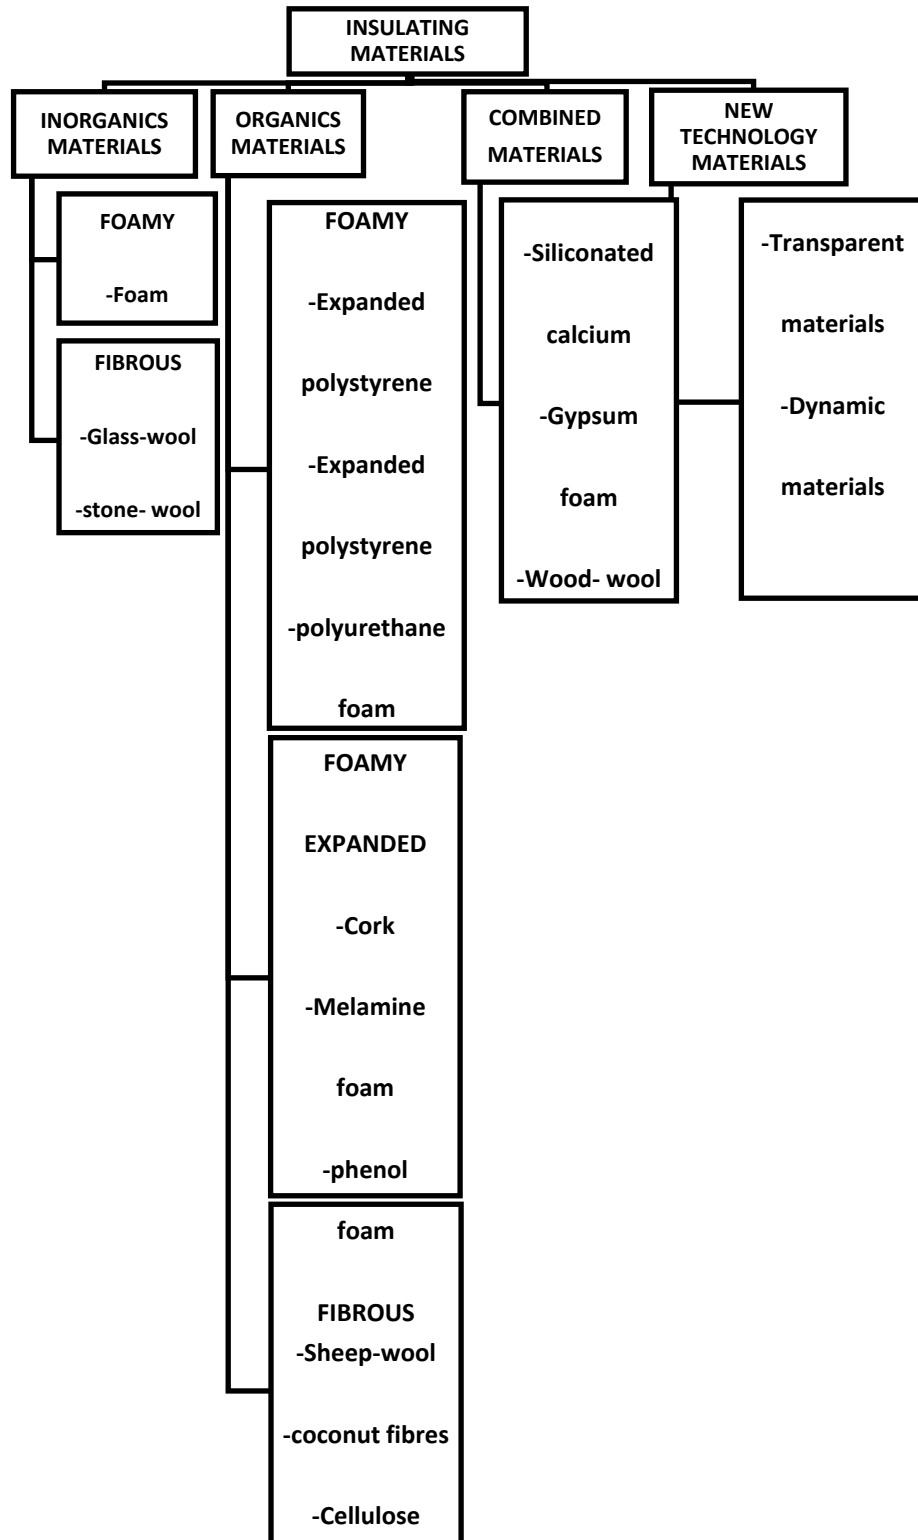 INSULATING
MATERIALS
INORGANICS
MATERIALS
FOAMY
-Foam
FIBROUS
-Glass-wool
-stone- wool
ORGANICS
MATERIALS
FOAMY
-Expanded
polystyrene
-Expanded
polystyrene
-polyurethane
foam
FOAMY
EXPANDED
-Cork
-Melamine
foam
-phenol
foam
FIBROUS
-Sheep-wool
-coconut fibres
-Cellulose
COMBINED
MATERIALS
-Siliconated
calcium
-Gypsum
foam
-Wood- wool
NEW
TECHNOLOGY
MATERIALS
-Transparent
materials
-Dynamic
materials